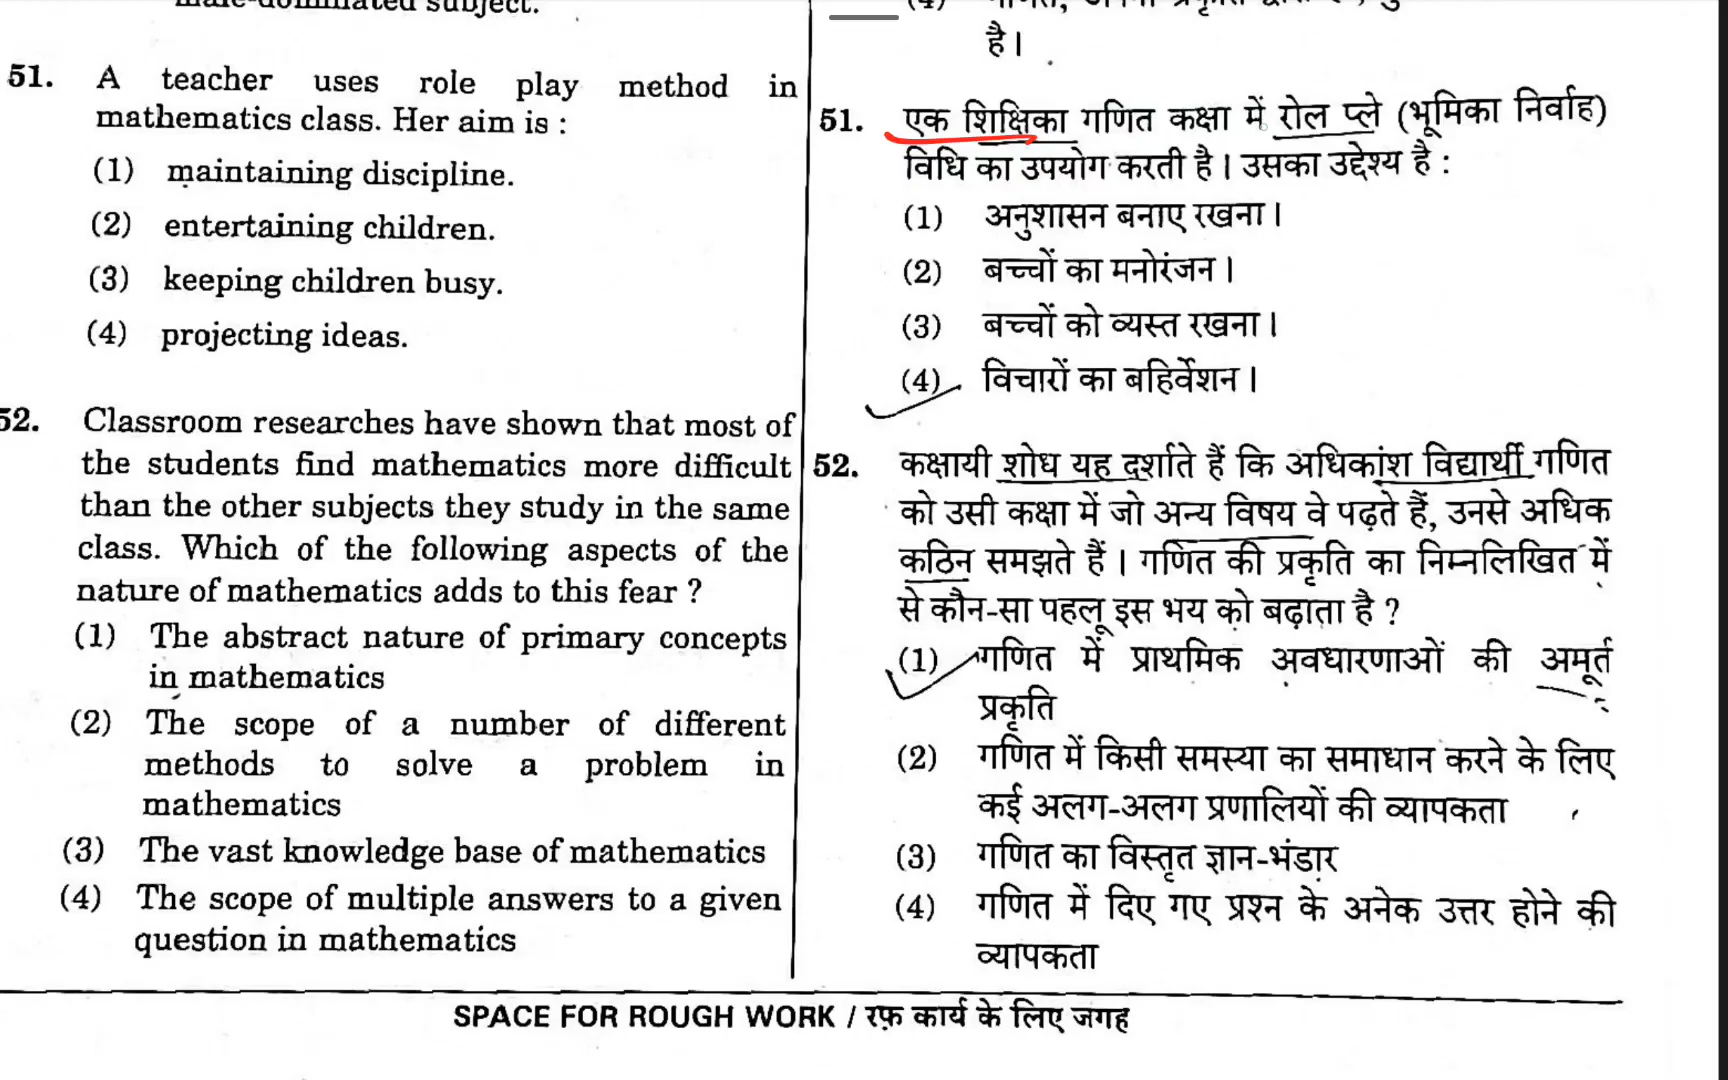 male-dominated subject.
51. A teacher uses role play method in
mathematics class. Her aim is :
(1) maintaining discipline.
(2) entertaining children.
(3) keeping children busy.
(4) projecting ideas.
52. Classroom researches have shown that most of
the students find mathematics more difficult
than the other subjects they study in the same
class. Which of the following aspects of the
nature of mathematics adds to this fear ?
(1) The abstract nature of primary concepts
in mathematics
(2) The scope of a number of different
methods to solve a problem in
mathematics
(3) The vast knowledge base of mathematics
(4) The scope of multiple answers to a given
question in mathematics
(4)
है।
51. एक शिक्षिका गणित कक्षा में रोल प्ले (भूमिका निर्वाह)
विधि का उपयोग करती है। उसका उद्देश्य है :
(1) अनुशासन बनाए रखना।
(2) बच्चों का मनोरंजन।
(3) बच्चों को व्यस्त रखना।
(4) विचारों का बहिर्वेशन।
52. कक्षायी शोध यह दर्शाते हैं कि अधिकांश विद्यार्थी गणित
को उसी कक्षा में जो अन्य विषय वे पढ़ते हैं, उनसे अधिक
कठिन समझते हैं। गणित की प्रकृति का निम्नलिखित में
से कौन-सा पहलू इस भय को बढ़ाता है ?
(1) गणित में प्राथमिक अवधारणाओं की अमूर्त
प्रकृति
(2) गणित में किसी समस्या का समाधान करने के लिए
कई अलग-अलग प्रणालियों की व्यापकता
(3) गणित का विस्तृत ज्ञान-भंडार
(4) गणित में दिए गए प्रश्न के अनेक उत्तर होने की
व्यापकता
SPACE FOR ROUGH WORK / रफ़ कार्य के लिए जगह